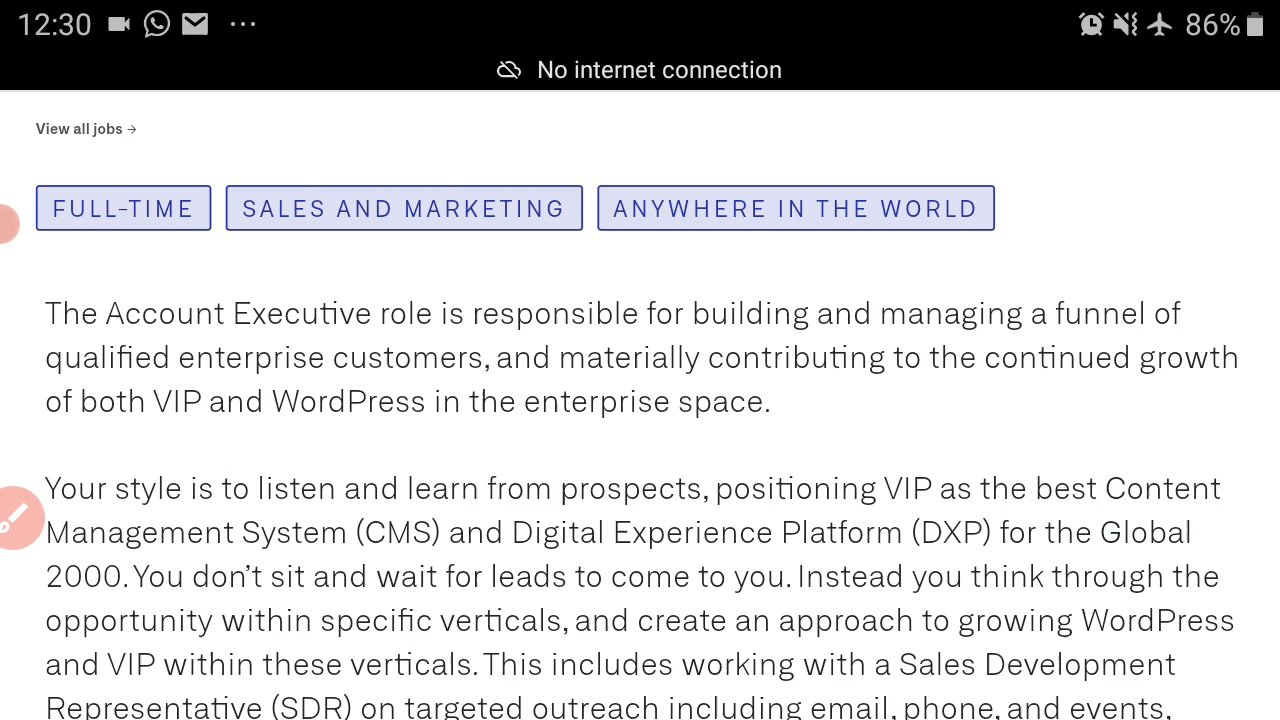 12:30 ... 86%
No internet connection
View all jobs →
FULL-TIME SALES AND MARKETING ANYWHERE IN THE WORLD
The Account Executive role is responsible for building and managing a funnel of
qualified enterprise customers, and materially contributing to the continued growth
of both VIP and WordPress in the enterprise space.
Your style is to listen and learn from prospects, positioning VIP as the best Content
Management System (CMS) and Digital Experience Platform (DXP) for the Global
2000. You don’t sit and wait for leads to come to you. Instead you think through the
opportunity within specific verticals, and create an approach to growing WordPress
and VIP within these verticals. This includes working with a Sales Development
Representative (SDR) on targeted outreach including email, phone, and events,